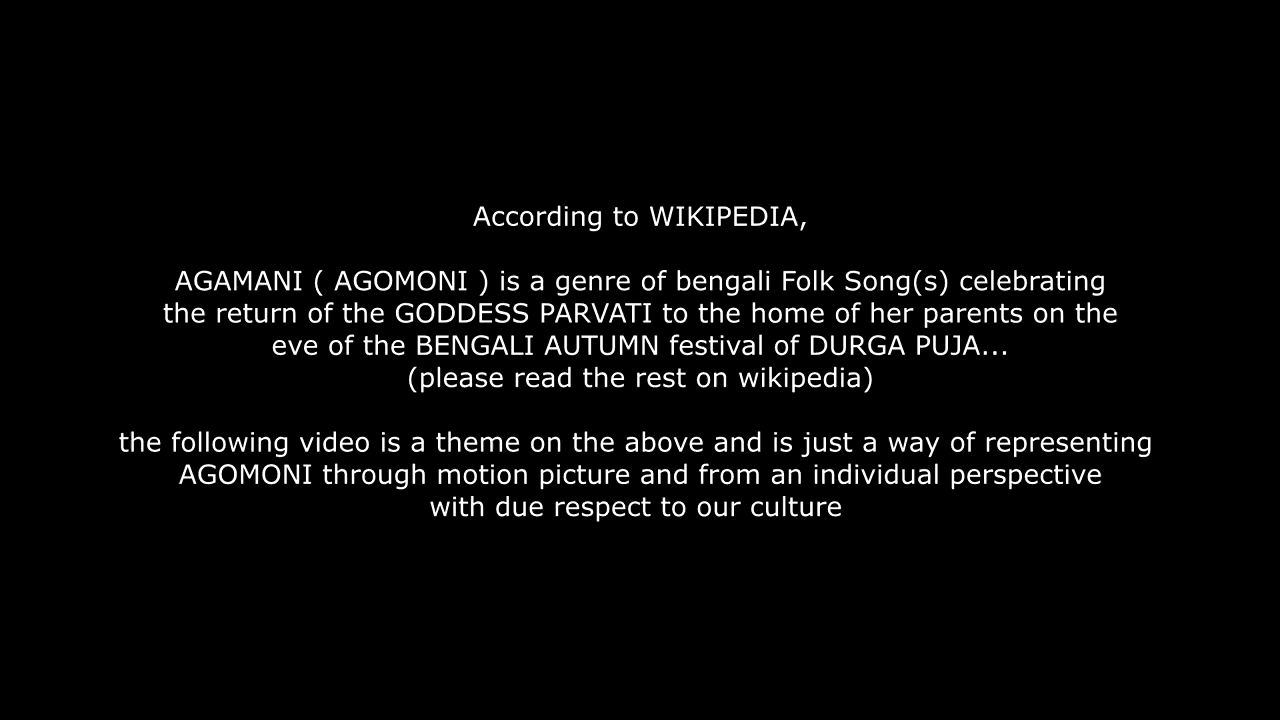 According to WIKIPEDIA,
AGAMANI ( AGOMONI ) is a genre of bengali Folk Song(s) celebrating
the return of the GODDESS PARVATI to the home of her parents on the
eve of the BENGALI AUTUMN festival of DURGA PUJA...
(please read the rest on wikipedia)
the following video is a theme on the above and is just a way of representing
AGOMONI through motion picture and from an individual perspective
with due respect to our culture